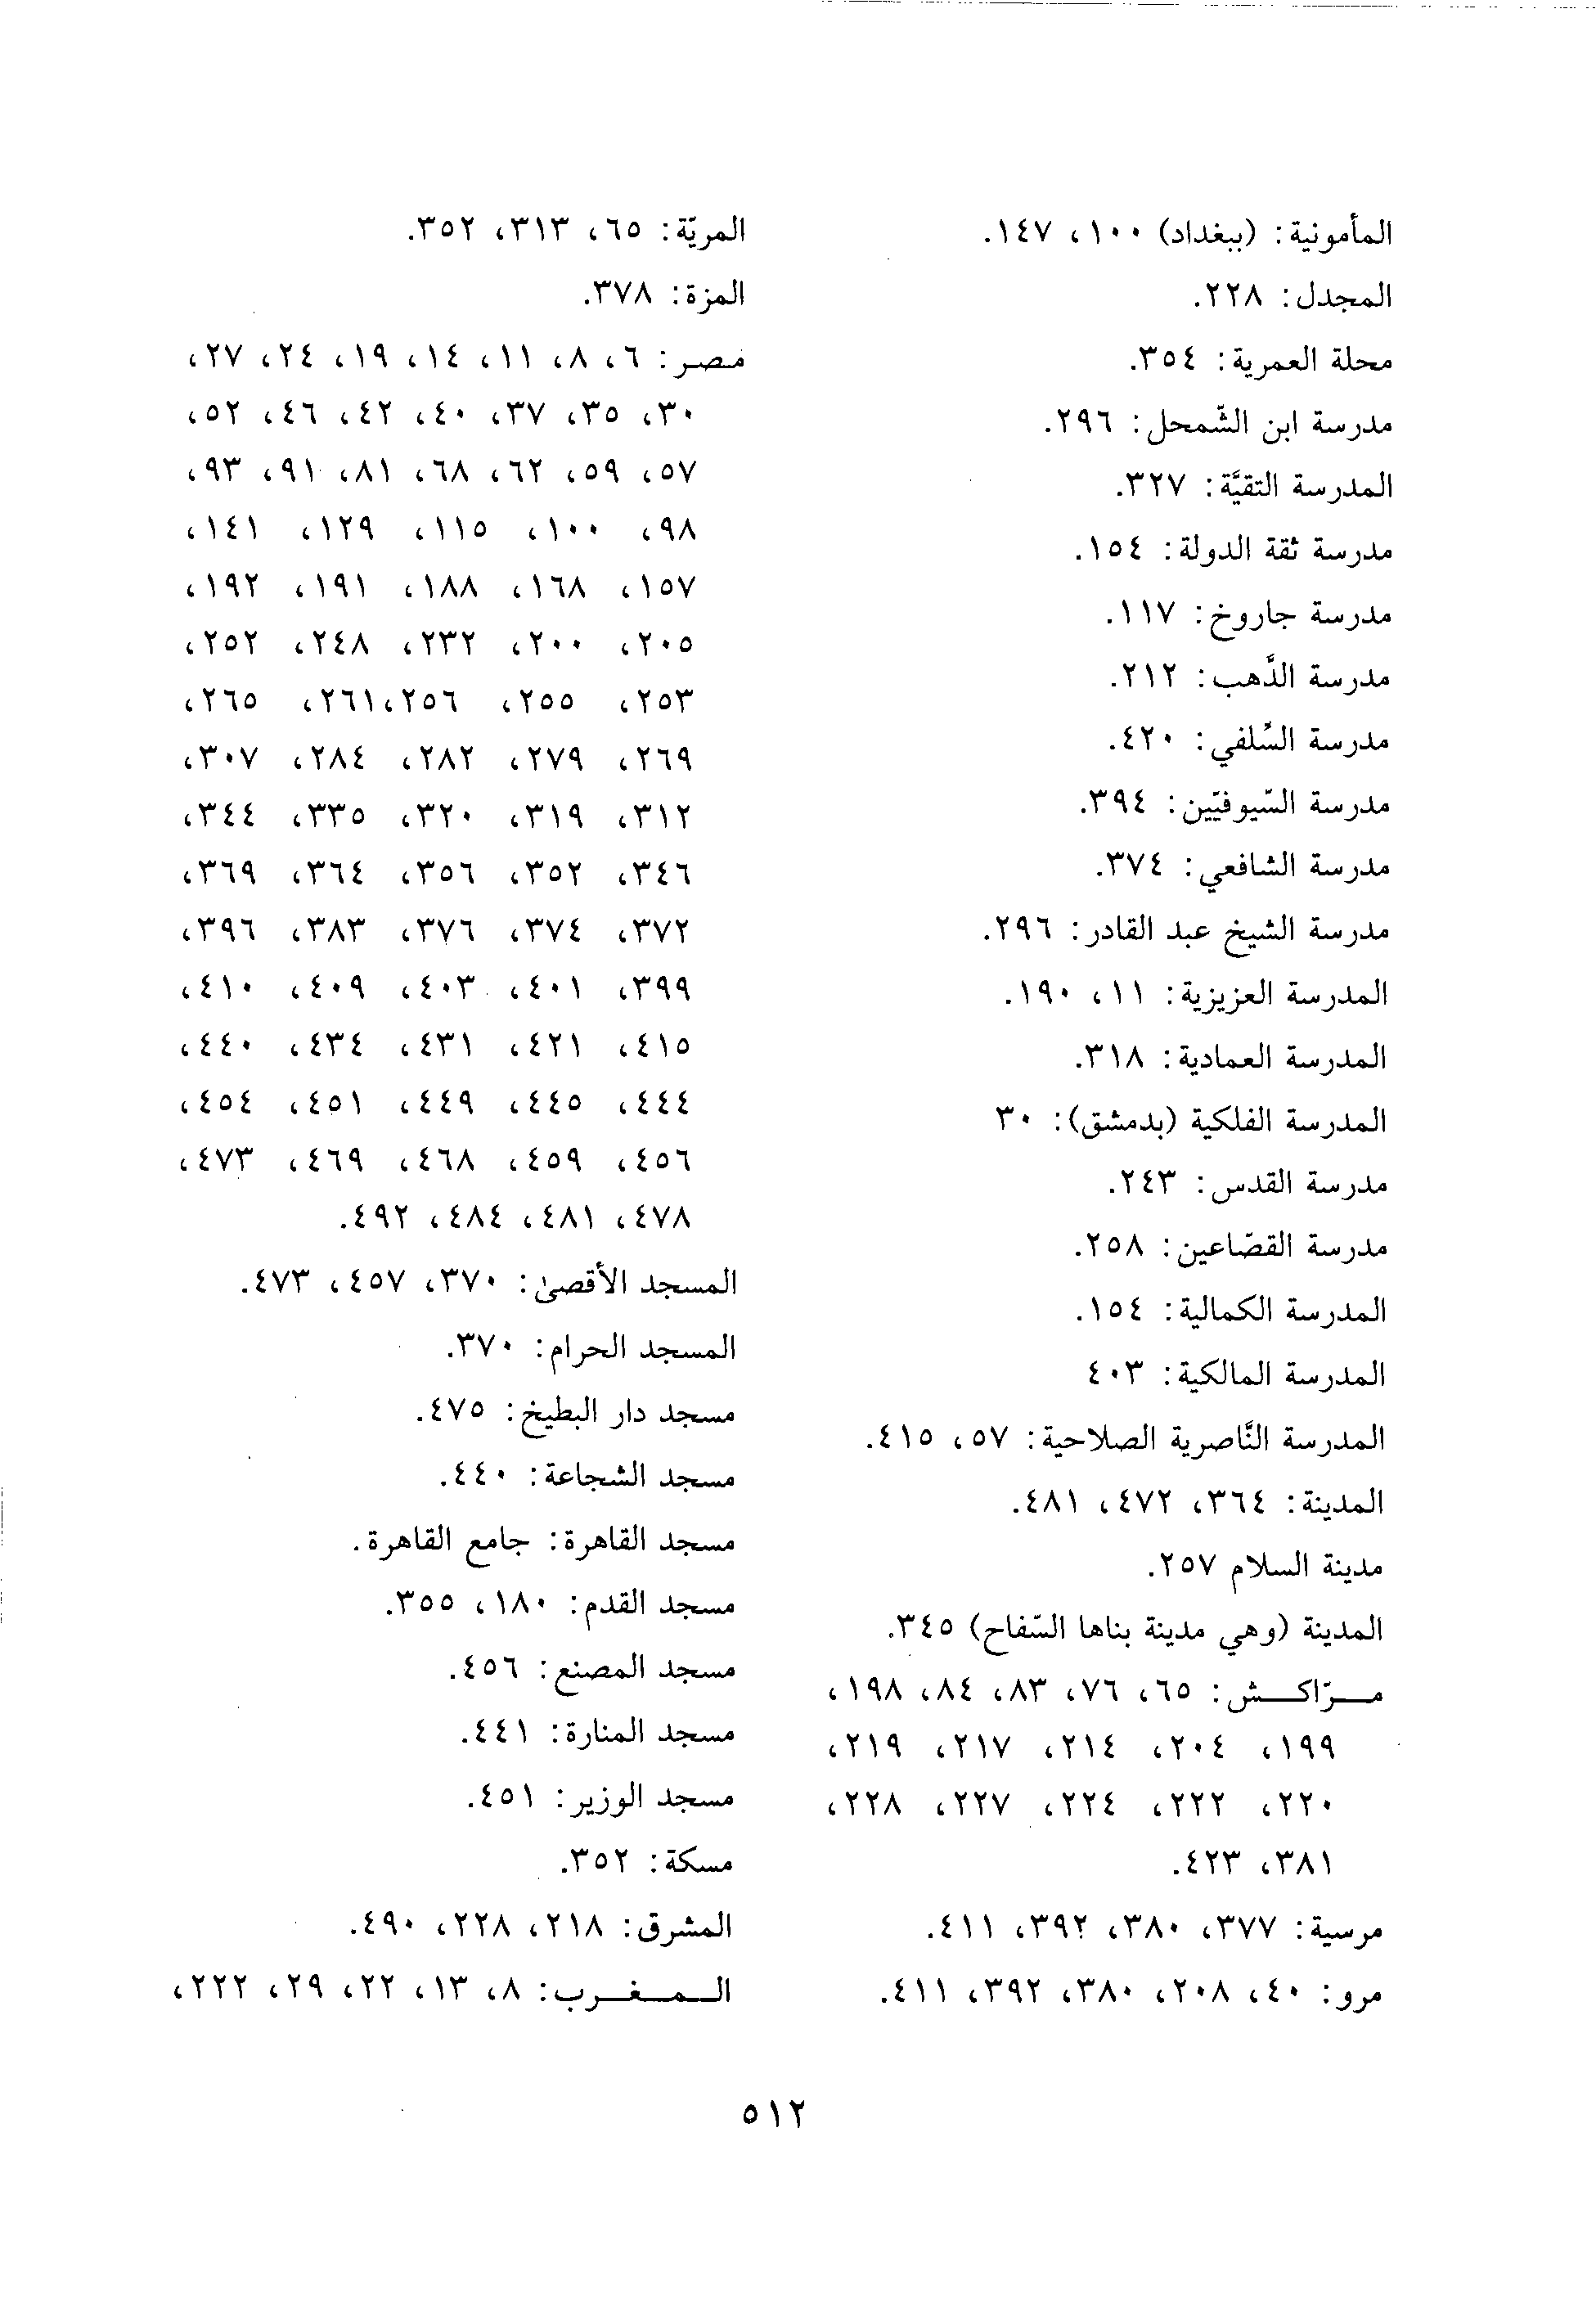 المأمونية: (ببغداد) ١٠٠، ١٤٧.
المجدل: ٢٢٨.
محلة العمرية: ٣٥٤.
مدرسة ابن الشّمحل: ٢٩٦.
المدرسة التقيَّة: ٣٢٧.
مدرسة ثقة الدولة: ١٥٤.
مدرسة جاروخ: ١١٧.
مدرسة الذَّهب: ٢١٢.
مدرسة السِّلفي: ٤٢٠.
مدرسة السّيوفيّين: ٣٩٤.
مدرسة الشافعي: ٣٧٤.
مدرسة الشيخ عبد القادر: ٢٩٦.
المدرسة العزيزية: ١١، ١٩٠.
المدرسة العمادية: ٣١٨.
المدرسة الفلكية (بدمشق): ٣٠
مدرسة القدس: ٢٤٣.
مدرسة القصّاعين: ٢٥٨.
المدرسة الكمالية: ١٥٤.
المدرسة المالكية: ٤٠٣
المدرسة النَّاصرية الصلاحية: ٥٧، ٤١٥.
المدينة: ٣٦٤، ٤٧٢، ٤٨١.
مدينة السلام ٢٥٧.
المدينة (وهي مدينة بناها السّفاح) ٣٤٥.
مـرّاكـش: ٦٥، ٧٦، ٨٣، ٨٤، ١٩٨،
١٩٩، ٢٠٤، ٢١٤، ٢١٧، ٢١٩،
٢٢٠، ٢٢٢، ٢٢٤، ٢٢٧، ٢٢٨،
٣٨١، ٤٢٣.
مرسية: ٣٧٧، ٣٨٠، ٣٩٢، ٤١١.
مرو: ٤٠، ٢٠٨، ٣٨٠، ٣٩٢، ٤١١.
المريّة: ٦٥، ٣١٣، ٣٥٢.
المزة: ٣٧٨.
مصر: ٦، ٨، ١١، ١٤، ١٩، ٢٤، ٢٧،
٣٠، ٣٥، ٣٧، ٤٠، ٤٢، ٤٦، ٥٢،
٥٧، ٥٩، ٦٢، ٦٨، ٨١، ٩١، ٩٣،
٩٨، ١٠٠، ١١٥، ١٢٩، ١٤١،
١٥٧، ١٦٨، ١٨٨، ١٩١، ١٩٢،
٢٠٥، ٢٠٠، ٢٣٢، ٢٤٨، ٢٥٢،
٢٥٣، ٢٥٥، ٢٥٦،٢٦١، ٢٦٥،
٢٦٩، ٢٧٩، ٢٨٢، ٢٨٤، ٣٠٧،
٣١٢، ٣١٩، ٣٢٠، ٣٣٥، ٣٤٤،
٣٤٦، ٣٥٢، ٣٥٦، ٣٦٤، ٣٦٩،
٣٧٢، ٣٧٤، ٣٧٦، ٣٨٣، ٣٩٦،
٣٩٩، ٤٠١، ٤٠٣، ٤٠٩، ٤١٠،
٤١٥، ٤٢١، ٤٣١، ٤٣٤، ٤٤٠،
٤٤٤، ٤٤٥، ٤٤٩، ٤٥١، ٤٥٤،
٤٥٦، ٤٥٩، ٤٦٨، ٤٦٩، ٤٧٣،
٤٧٨، ٤٨١، ٤٨٤، ٤٩٢.
المسجد الأقصىٰ: ٣٧٠، ٤٥٧، ٤٧٣.
المسجد الحرام: ٣٧٠.
مسجد دار البطيخ: ٤٧٥.
مسجد الشجاعة: ٤٤٠.
مسجد القاهرة: جامع القاهرة.
مسجد القدم: ١٨٠، ٣٥٥.
مسجد المصنع: ٤٥٦.
مسجد المنارة: ٤٤١.
مسجد الوزير: ٤٥١.
مسكة: ٣٥٢.
المشرق: ٢١٨، ٢٢٨، ٤٩٠.
الـمـغـرب: ٨، ١٣، ٢٢، ٢٩، ٢٢٢،
٥١٢